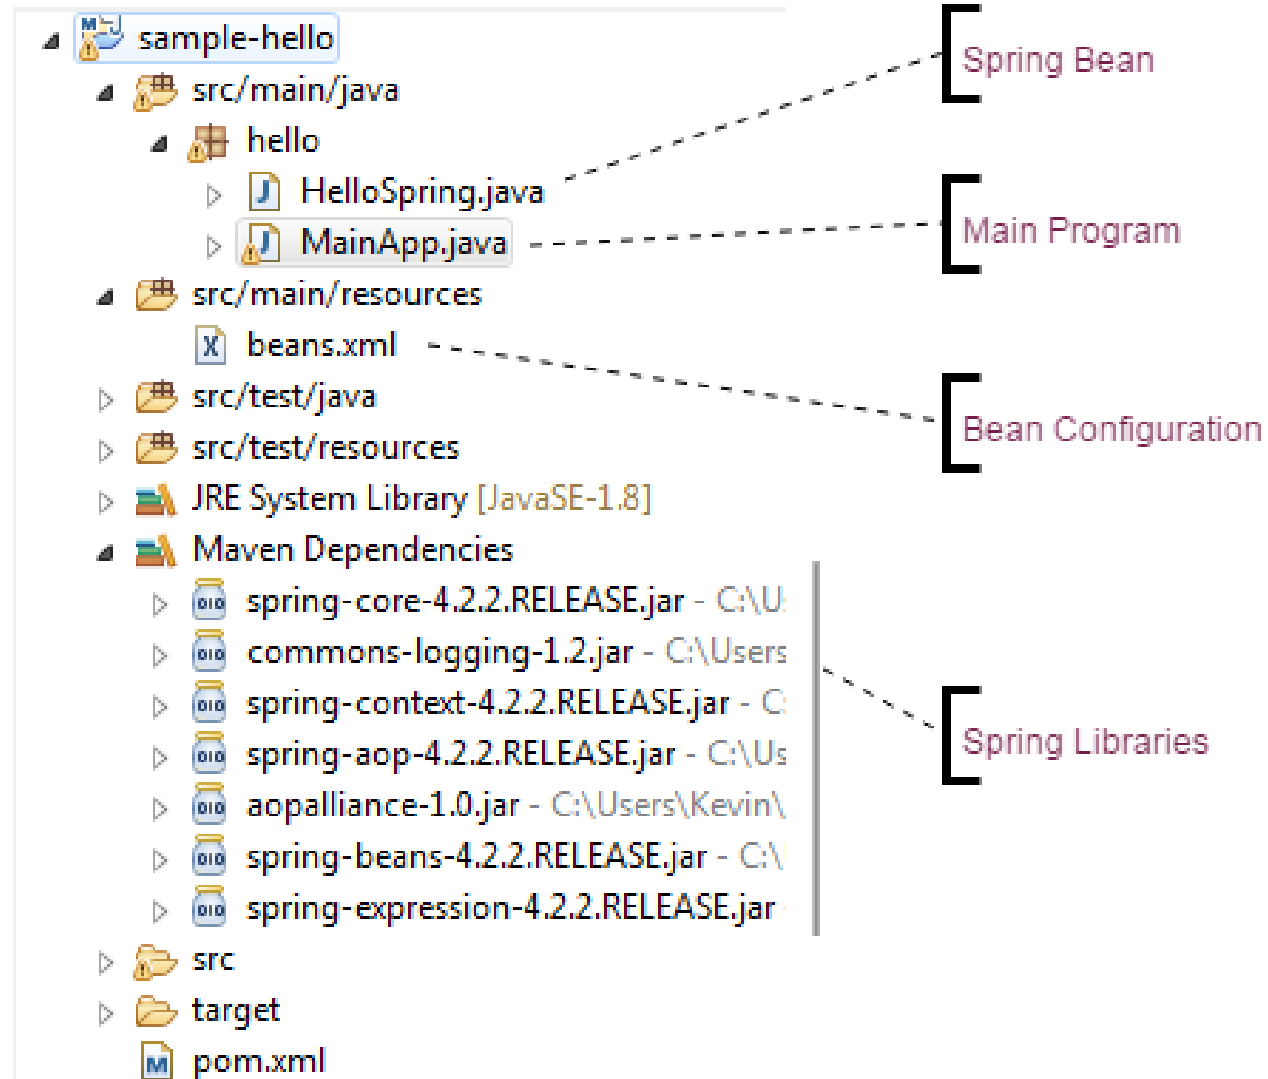 sample-hello
Spring Bean
src/main/java
hello
HelloSpring.java
Main Program
MainApp.java
src/main/resources
beans.xml
src/test/java
Bean Configuration
src/test/resources
JRE System Library [JavaSE-1.8]
Maven Dependencies
spring-core-4.2.2.RELEASE.jar - C:\U
commons-logging-1.2.jar - C:\Users
spring-context-4.2.2.RELEASE.jar - C:
Spring Libraries
spring-aop-4.2.2.RELEASE.jar - C:\Us
aopalliance-1.0.jar - C:\Users\Kevin\
spring-beans-4.2.2.RELEASE.jar - C:\
spring-expression-4.2.2.RELEASE.jar -
src
target
pom.xml